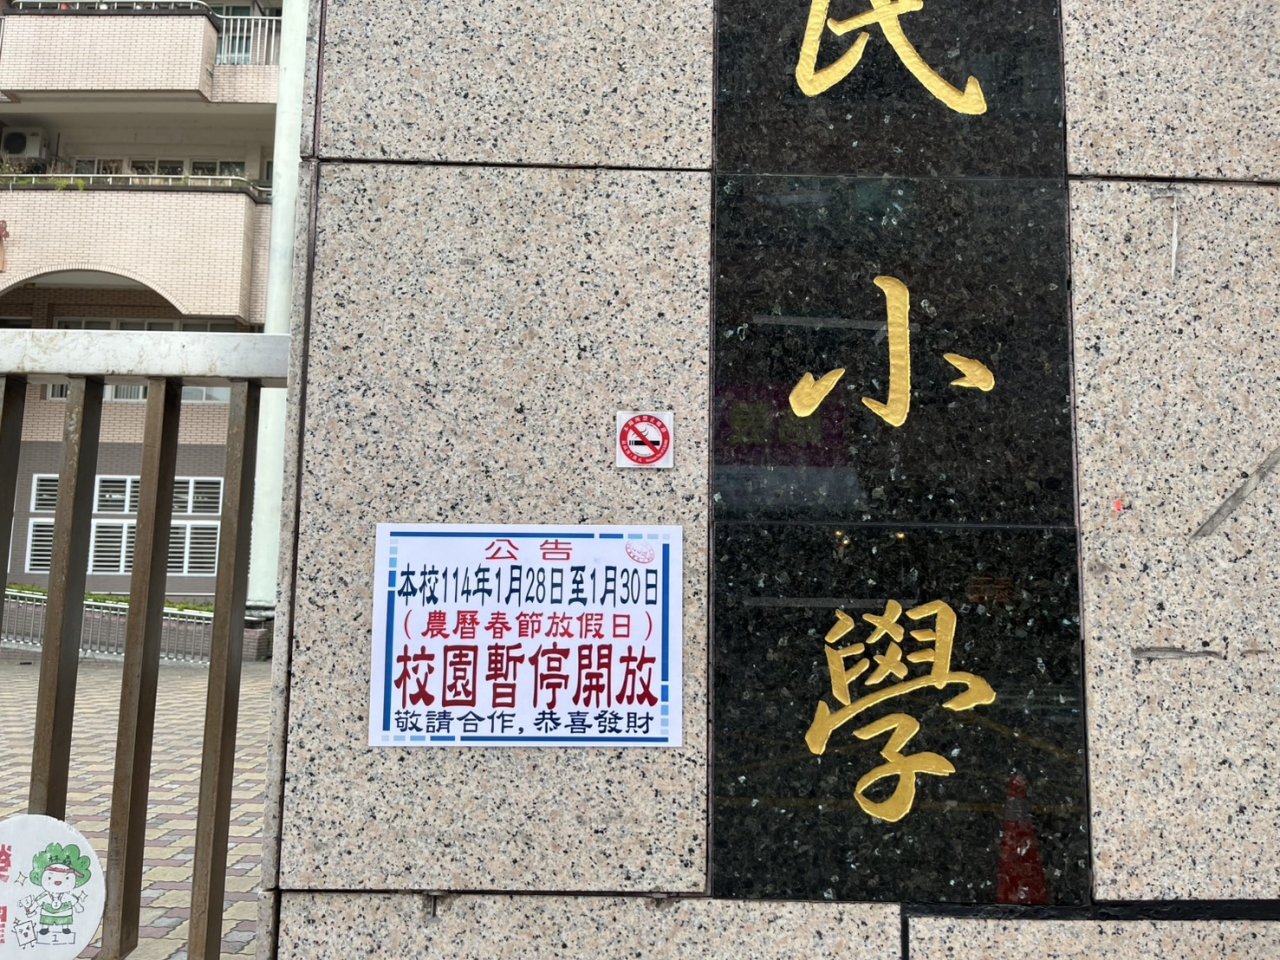 民
小
學
公告
本校114年1月28日至1月30日
(農曆春節放假日)
校園暫停開放
敬請合作,恭喜發財